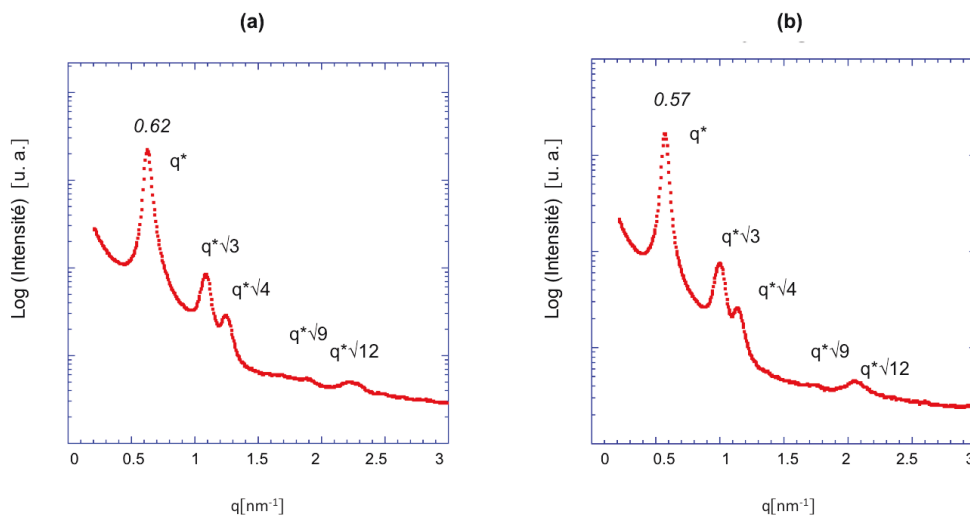 (a)
(b)
0.62
q*
q*√3
q*√4
q*√9
q*√12
Log (Intensité) [u. a.]
0 0.5 1 1.5 2 2.5 3
q[nm⁻¹]
0.57
q*
q*√3
q*√4
q*√9
q*√12
Log (Intensité) [u. a.]
0 0.5 1 1.5 2 2.5 3
q[nm⁻¹]